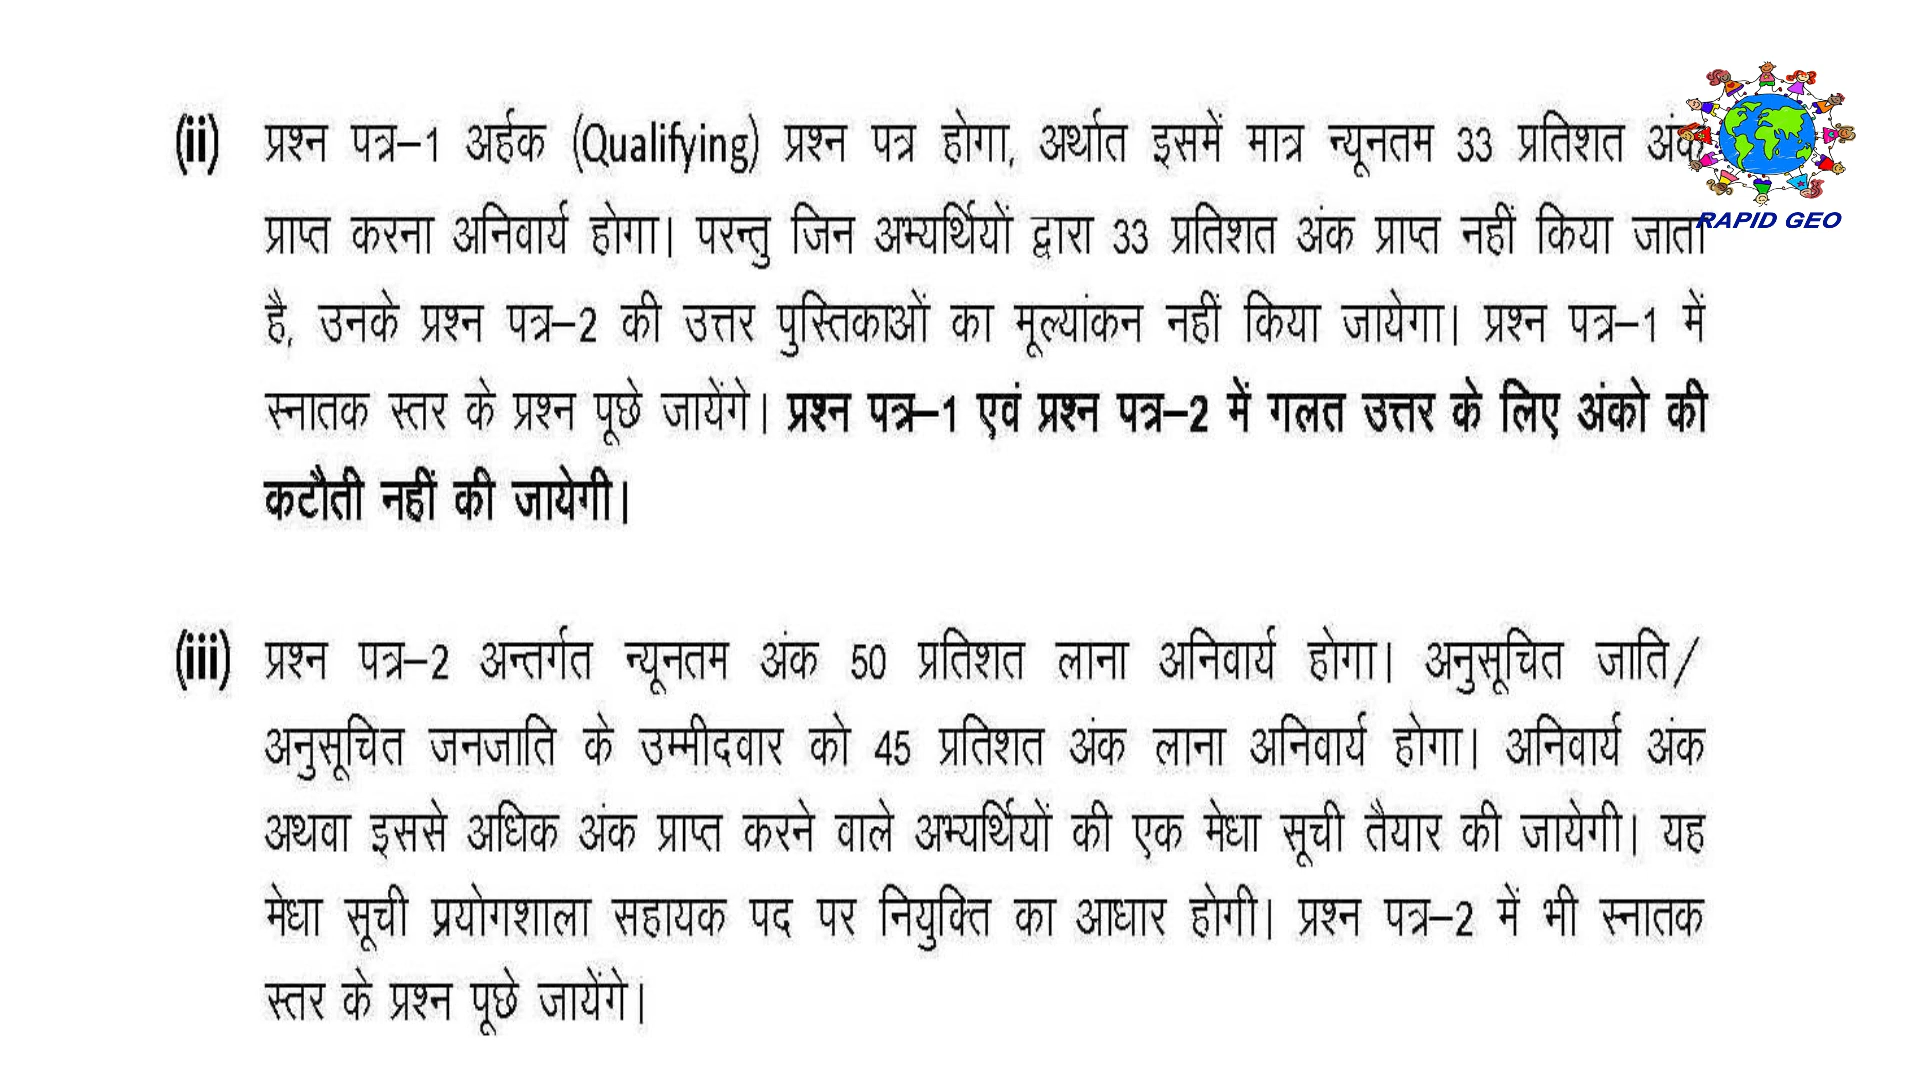 (ii) प्रश्न पत्र–1 अर्हक (Qualifying) प्रश्न पत्र होगा, अर्थात इसमें मात्र न्यूनतम 33 प्रतिशत अंक
प्राप्त करना अनिवार्य होगा। परन्तु जिन अभ्यर्थियों द्वारा 33 प्रतिशत अंक प्राप्त नहीं किया जाता
है, उनके प्रश्न पत्र–2 की उत्तर पुस्तिकाओं का मूल्यांकन नहीं किया जायेगा। प्रश्न पत्र–1 में
स्नातक स्तर के प्रश्न पूछे जायेंगे। प्रश्न पत्र–1 एवं प्रश्न पत्र–2 में गलत उत्तर के लिए अंको की
कटौती नहीं की जायेगी।
(iii) प्रश्न पत्र–2 अन्तर्गत न्यूनतम अंक 50 प्रतिशत लाना अनिवार्य होगा। अनुसूचित जाति/
अनुसूचित जनजाति के उम्मीदवार को 45 प्रतिशत अंक लाना अनिवार्य होगा। अनिवार्य अंक
अथवा इससे अधिक अंक प्राप्त करने वाले अभ्यर्थियों की एक मेधा सूची तैयार की जायेगी। यह
मेधा सूची प्रयोगशाला सहायक पद पर नियुक्ति का आधार होगी। प्रश्न पत्र–2 में भी स्नातक
स्तर के प्रश्न पूछे जायेंगे।
RAPID GEO